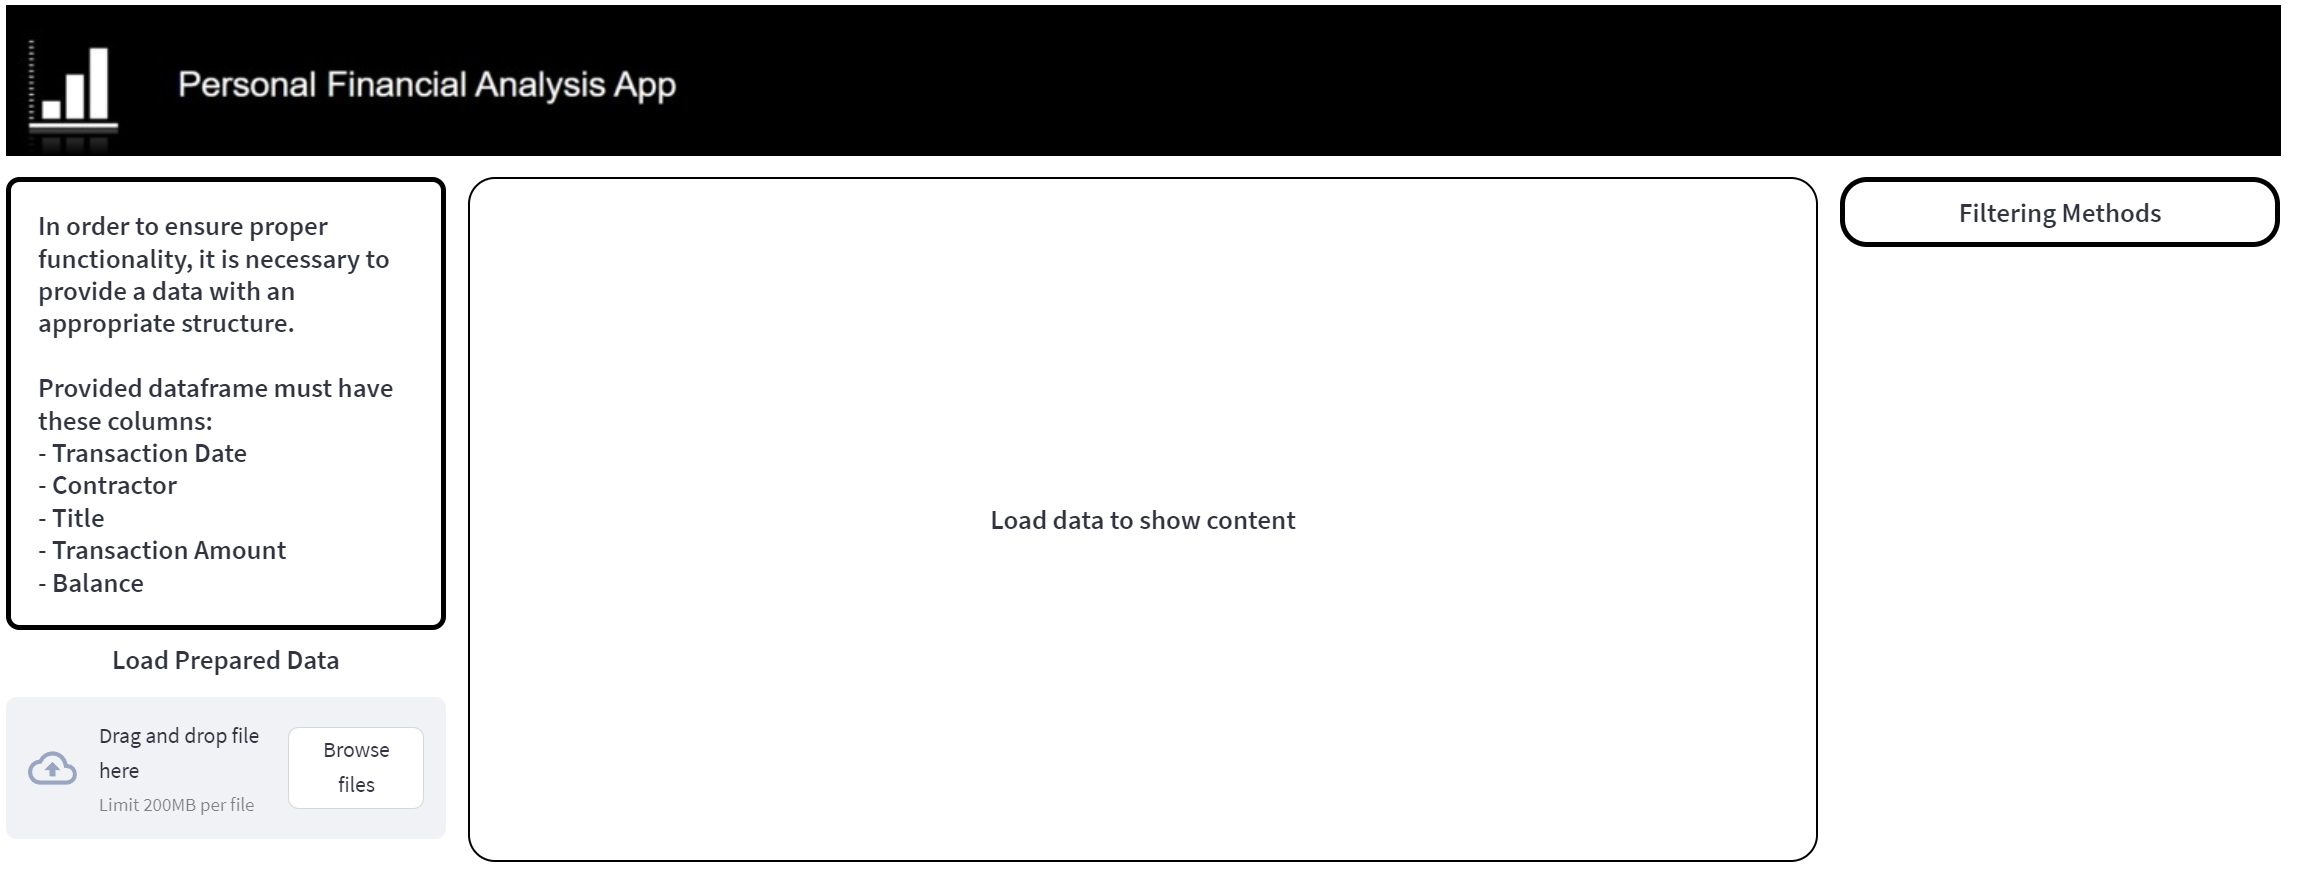 Personal Financial Analysis App
In order to ensure proper
functionality, it is necessary to
provide a data with an
appropriate structure.
Provided dataframe must have
these columns:
- Transaction Date
- Contractor
- Title
- Transaction Amount
- Balance
Load Prepared Data
Drag and drop file
here
Limit 200MB per file
Browse
files
Load data to show content
Filtering Methods